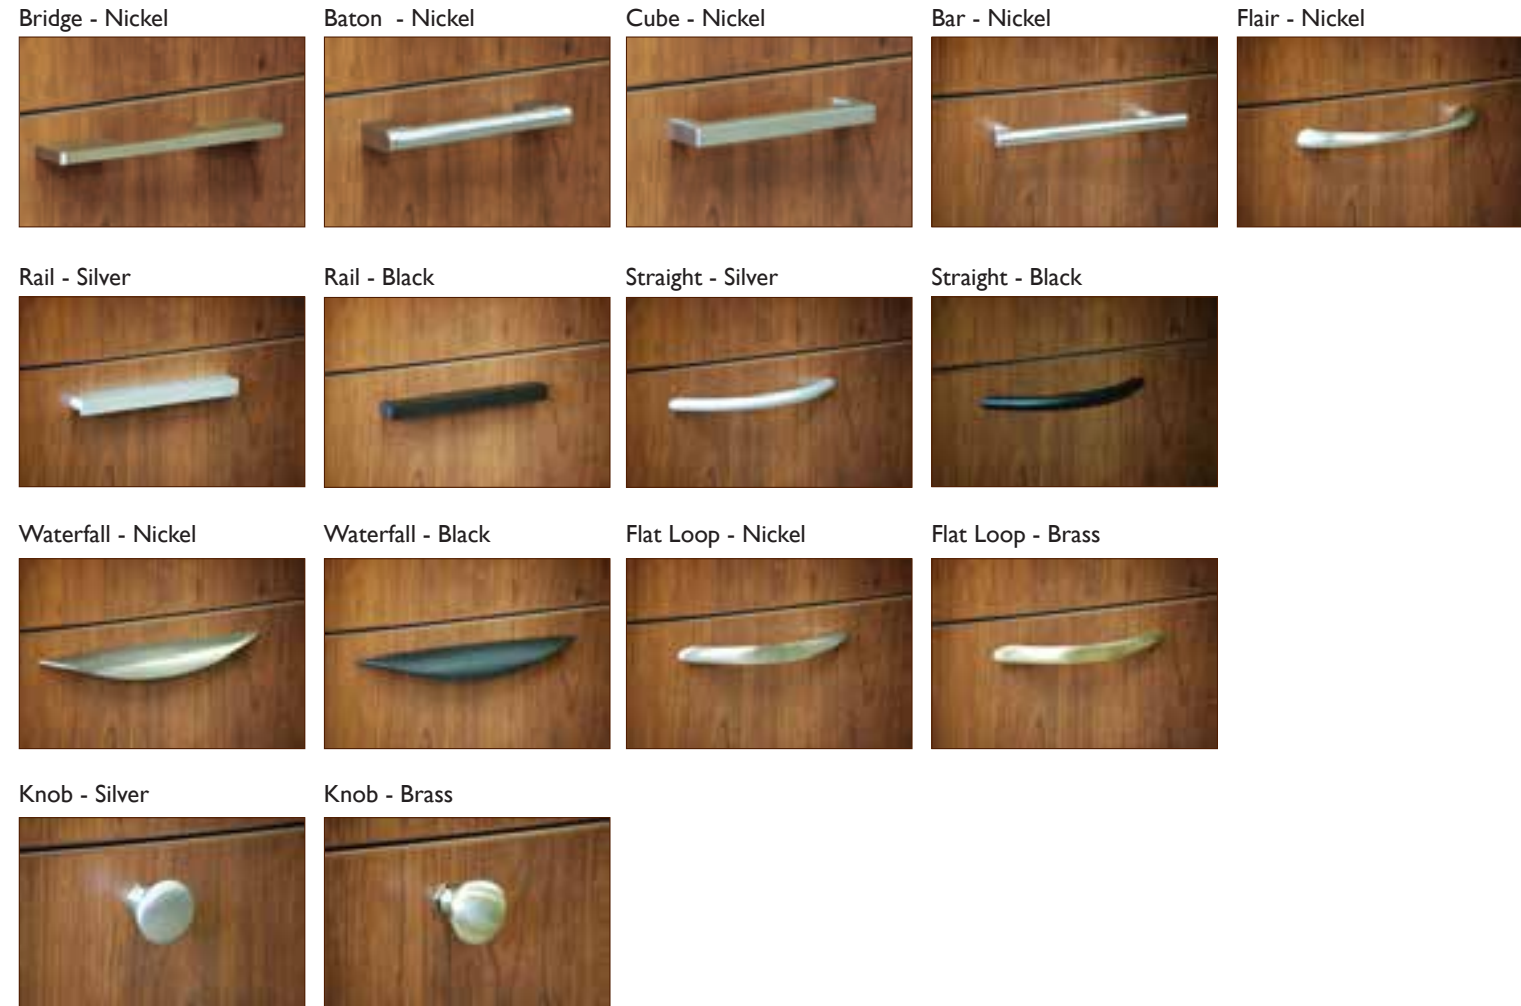 Bridge - Nickel
Baton - Nickel
Cube - Nickel
Bar - Nickel
Flair - Nickel
Rail - Silver
Rail - Black
Straight - Silver
Straight - Black
Waterfall - Nickel
Waterfall - Black
Flat Loop - Nickel
Flat Loop - Brass
Knob - Silver
Knob - Brass